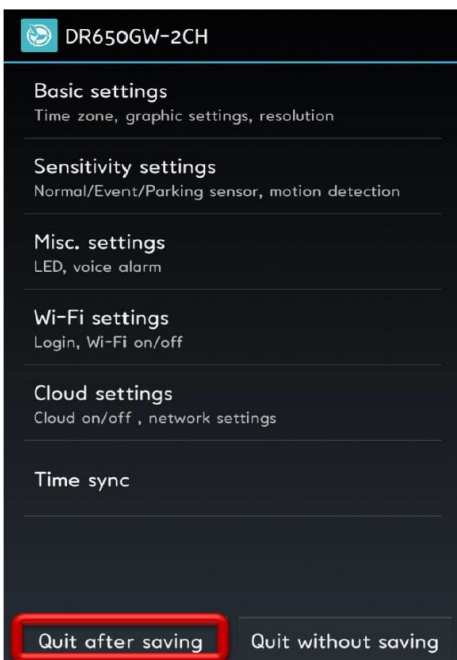 DR650GW-2CH
Basic settings
Time zone, graphic settings, resolution
Sensitivity settings
Normal/Event/Parking sensor, motion detection
Misc. settings
LED, voice alarm
Wi-Fi settings
Login, Wi-Fi on/off
Cloud settings
Cloud on/off , network settings
Time sync
Quit after saving
Quit without saving